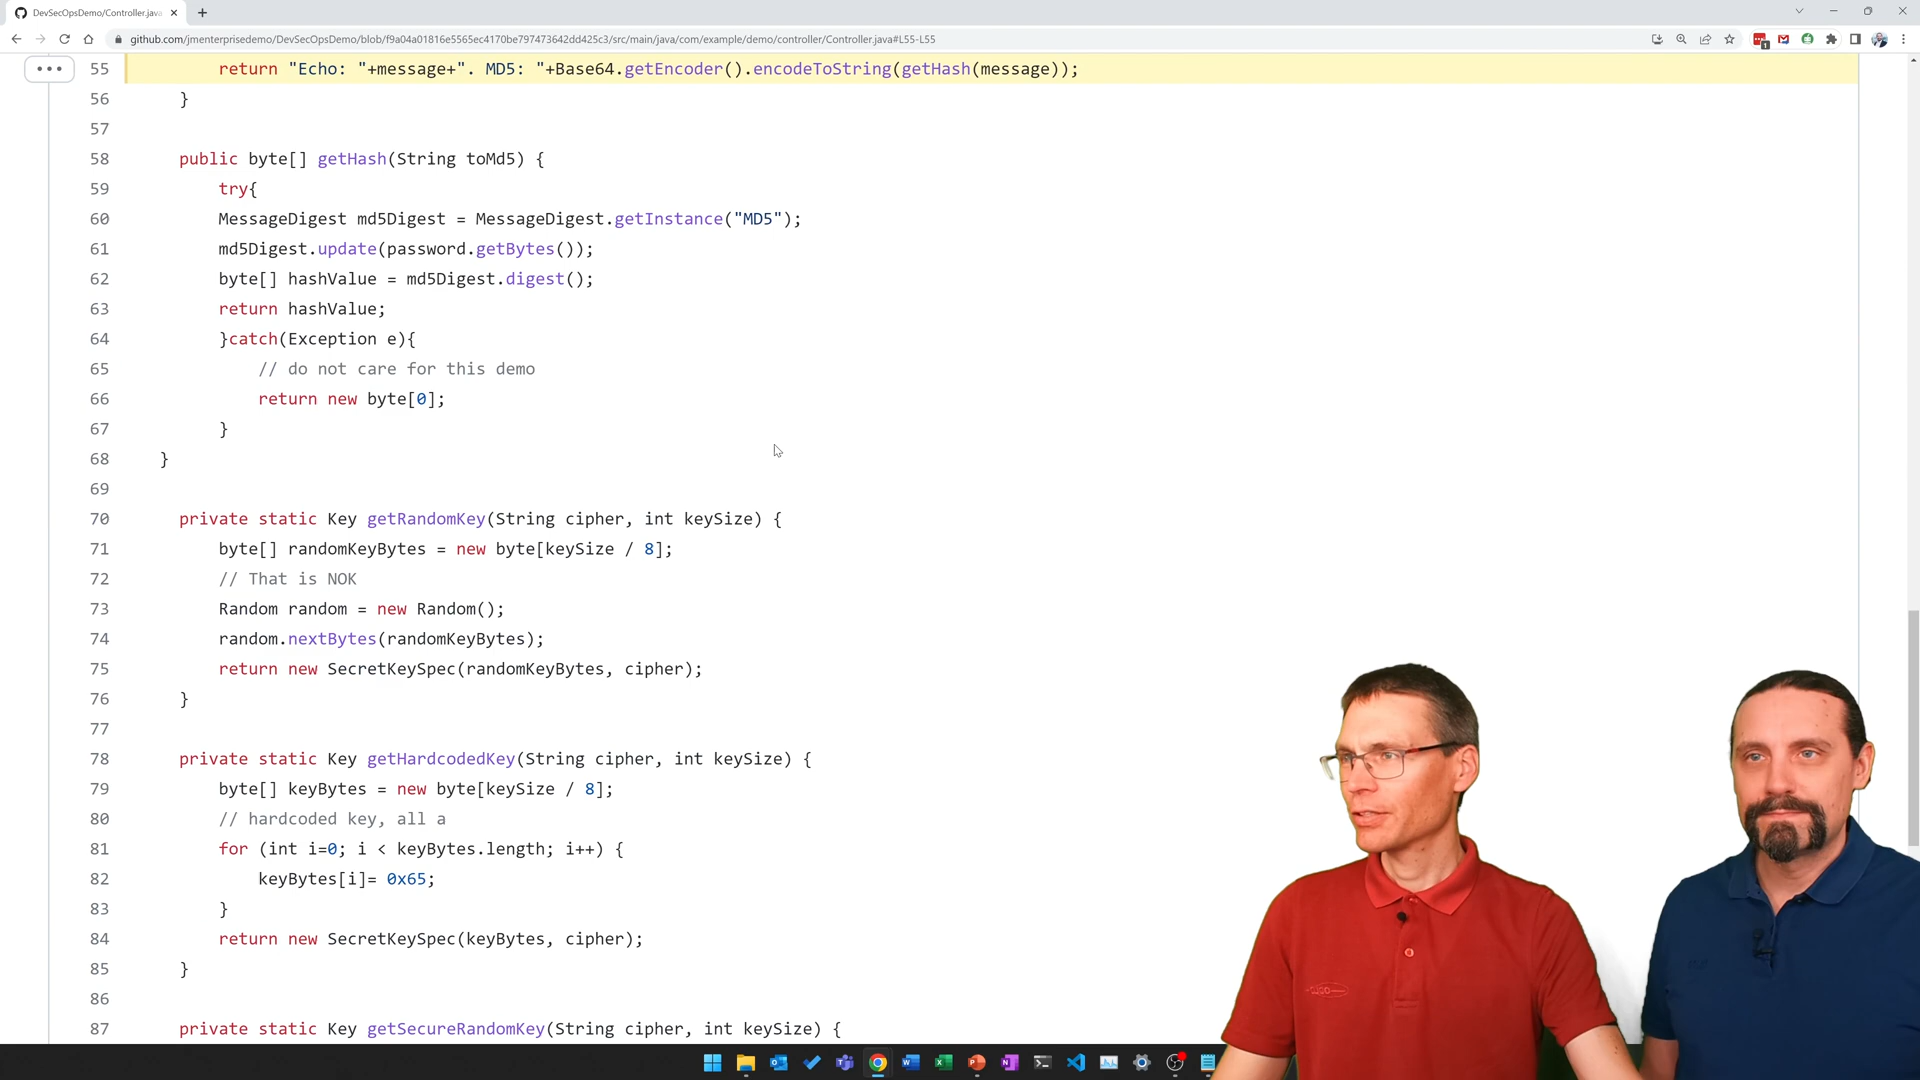 DevSecOpsDemo/Controller.java
github.com/jmenterprisedemo/DevSecOpsDemo/blob/f9a04a01816e5565ec4170be797473642dd425c3/src/main/java/com/example/demo/controller/Controller.java#L55-L55
55 return "Echo: "+message+". MD5: "+Base64.getEncoder().encodeToString(getHash(message));
56 }
57
58 public byte[] getHash(String toMd5) {
59 try{
60 MessageDigest md5Digest = MessageDigest.getInstance("MD5");
61 md5Digest.update(password.getBytes());
62 byte[] hashValue = md5Digest.digest();
63 return hashValue;
64 }catch(Exception e){
65 // do not care for this demo
66 return new byte[0];
67 }
68 }
69
70 private static Key getRandomKey(String cipher, int keySize) {
71 byte[] randomKeyBytes = new byte[keySize / 8];
72 // That is NOK
73 Random random = new Random();
74 random.nextBytes(randomKeyBytes);
75 return new SecretKeySpec(randomKeyBytes, cipher);
76 }
77
78 private static Key getHardcodedKey(String cipher, int keySize) {
79 byte[] keyBytes = new byte[keySize / 8];
80 // hardcoded key, all a
81 for (int i=0; i < keyBytes.length; i++) {
82 keyBytes[i]= 0x65;
83 }
84 return new SecretKeySpec(keyBytes, cipher);
85 }
86
87 private static Key getSecureRandomKey(String cipher, int keySize) {